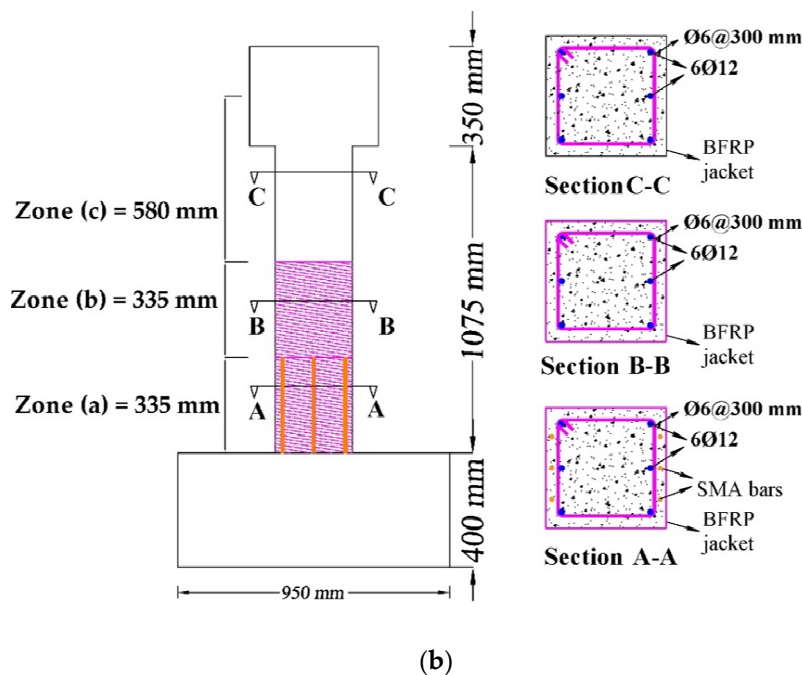 Zone (c) = 580 mm
Zone (b) = 335 mm
Zone (a) = 335 mm
C C
B B
A A
350 mm
1075 mm
400 mm
950 mm
Ø6@300 mm
6Ø12
BFRP
jacket
Section C-C
Ø6@300 mm
6Ø12
BFRP
jacket
Section B-B
Ø6@300 mm
6Ø12
SMA bars
BFRP
jacket
Section A-A
(b)